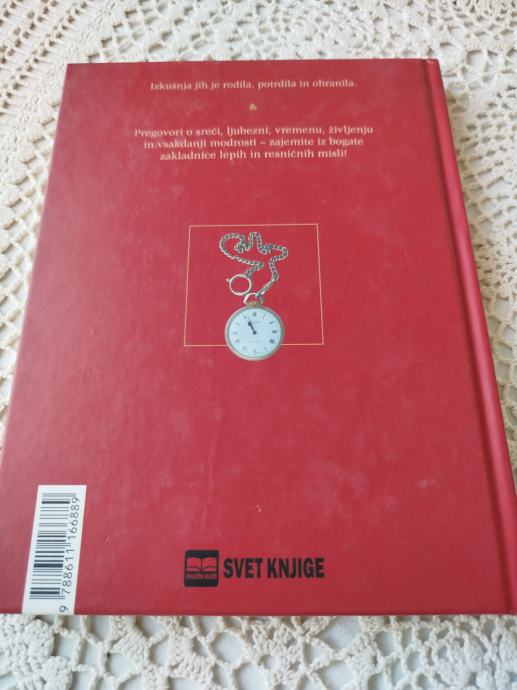 Izkušnja jih je rodila, potrdila in ohranila.
Pregovori o sreči, ljubezni, vremenu, življenju
in vsakdanji modrosti – zajemite iz bogate
zakladnice lepih in resničnih misli!
SVET KNJIGE
9 788611 166889